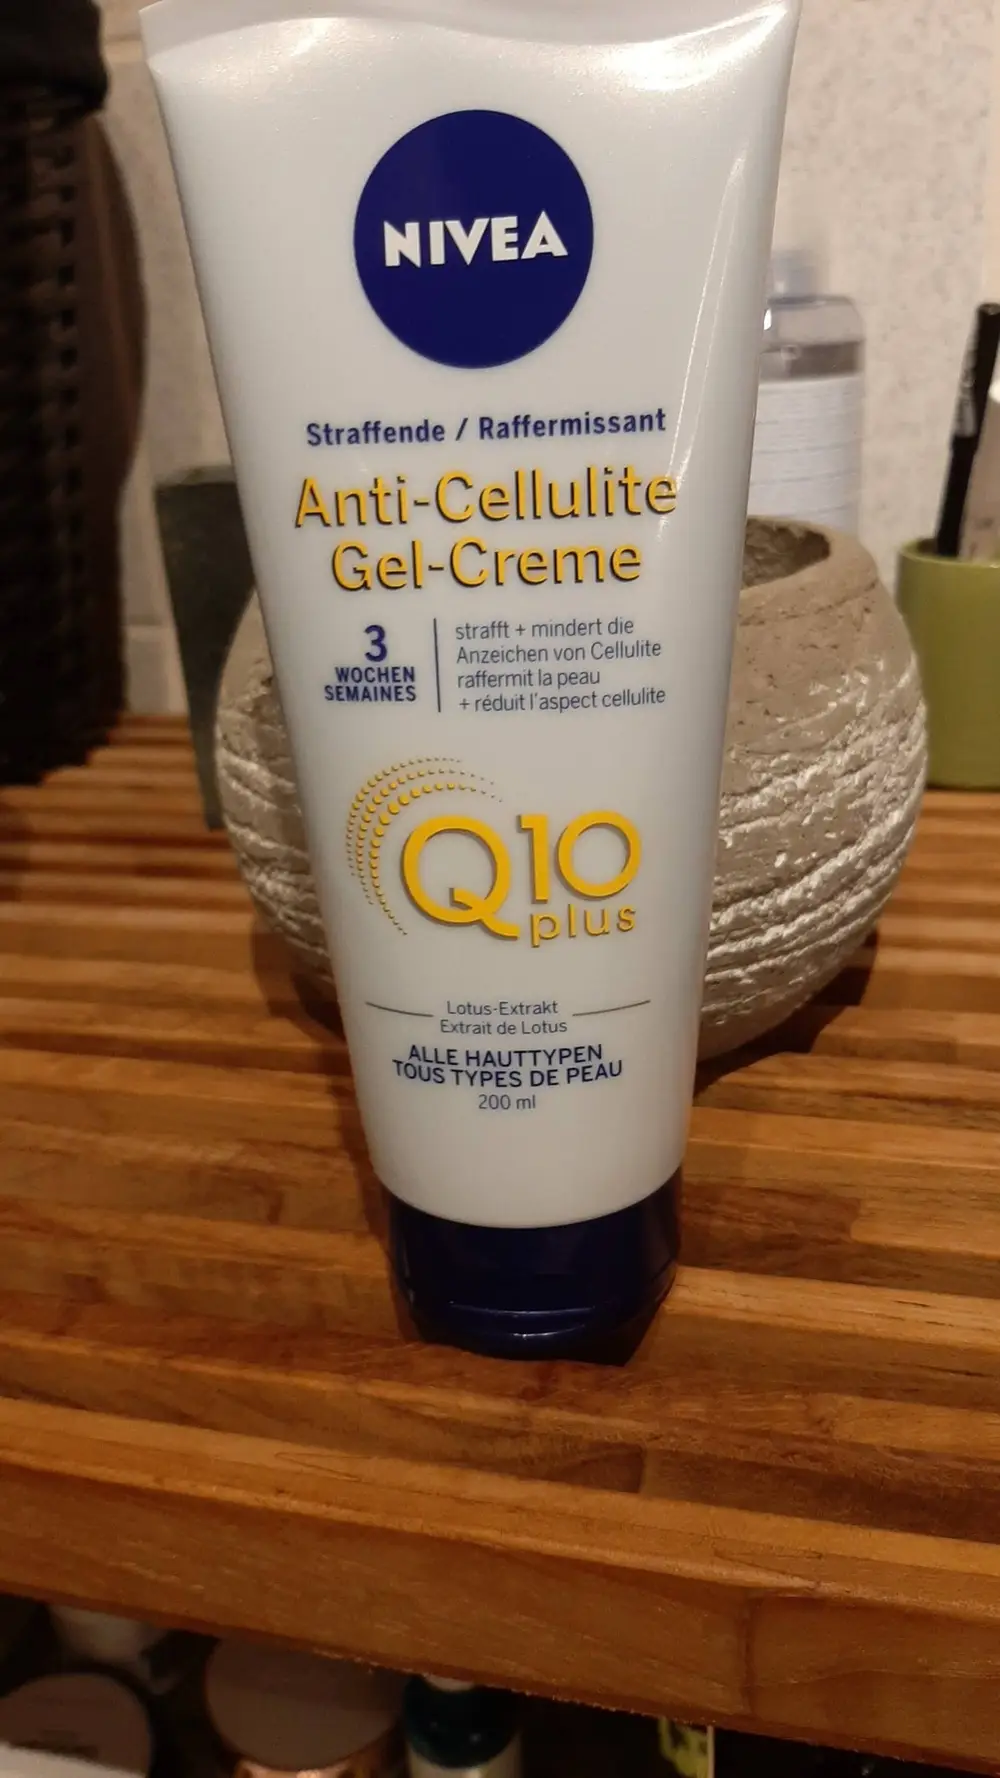 NIVEA
Straffende / Raffermissant
Anti-Cellulite
Gel-Creme
3
WOCHEN
SEMAINES
strafft + mindert die
Anzeichen von Cellulite
raffermit la peau
+ réduit l'aspect cellulite
Q10
plus
Lotus-Extrakt
Extrait de Lotus
ALLE HAUTTYPEN
TOUS TYPES DE PEAU
200 ml